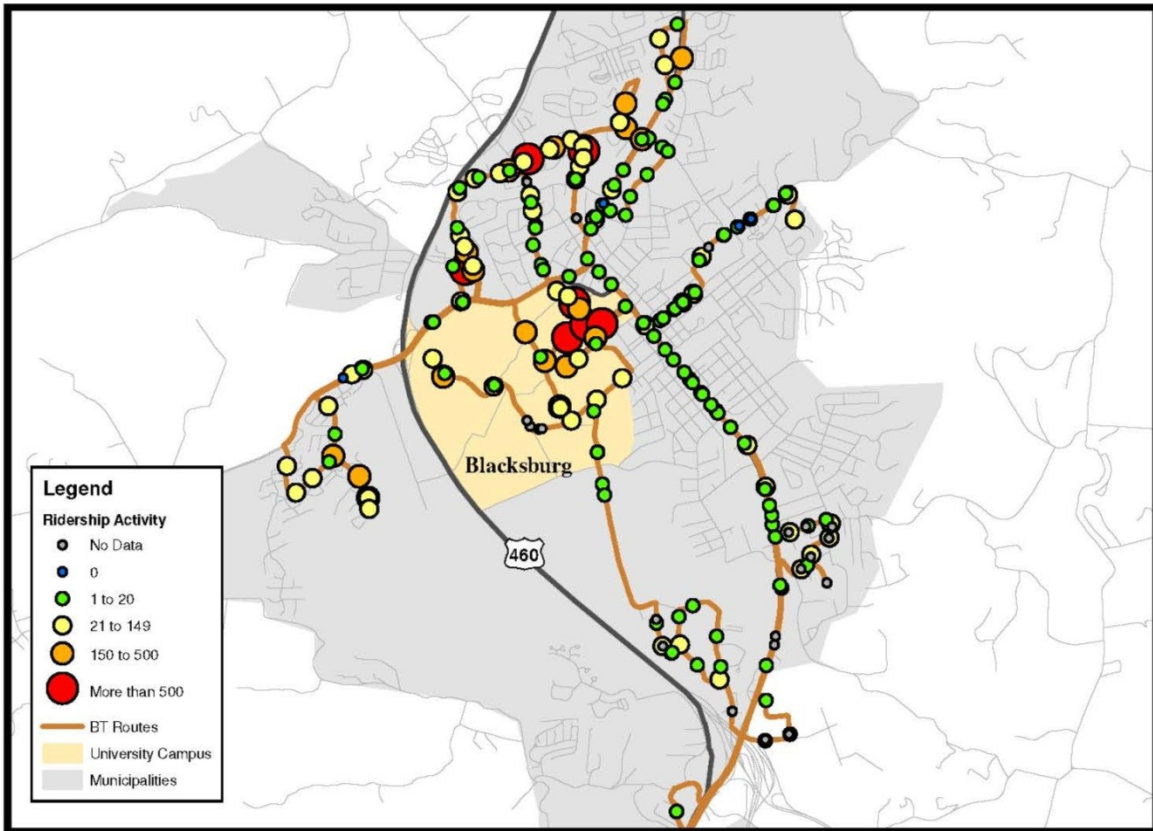 Blacksburg
460
Legend
Ridership Activity
No Data
0
1 to 20
21 to 149
150 to 500
More than 500
BT Routes
University Campus
Municipalities